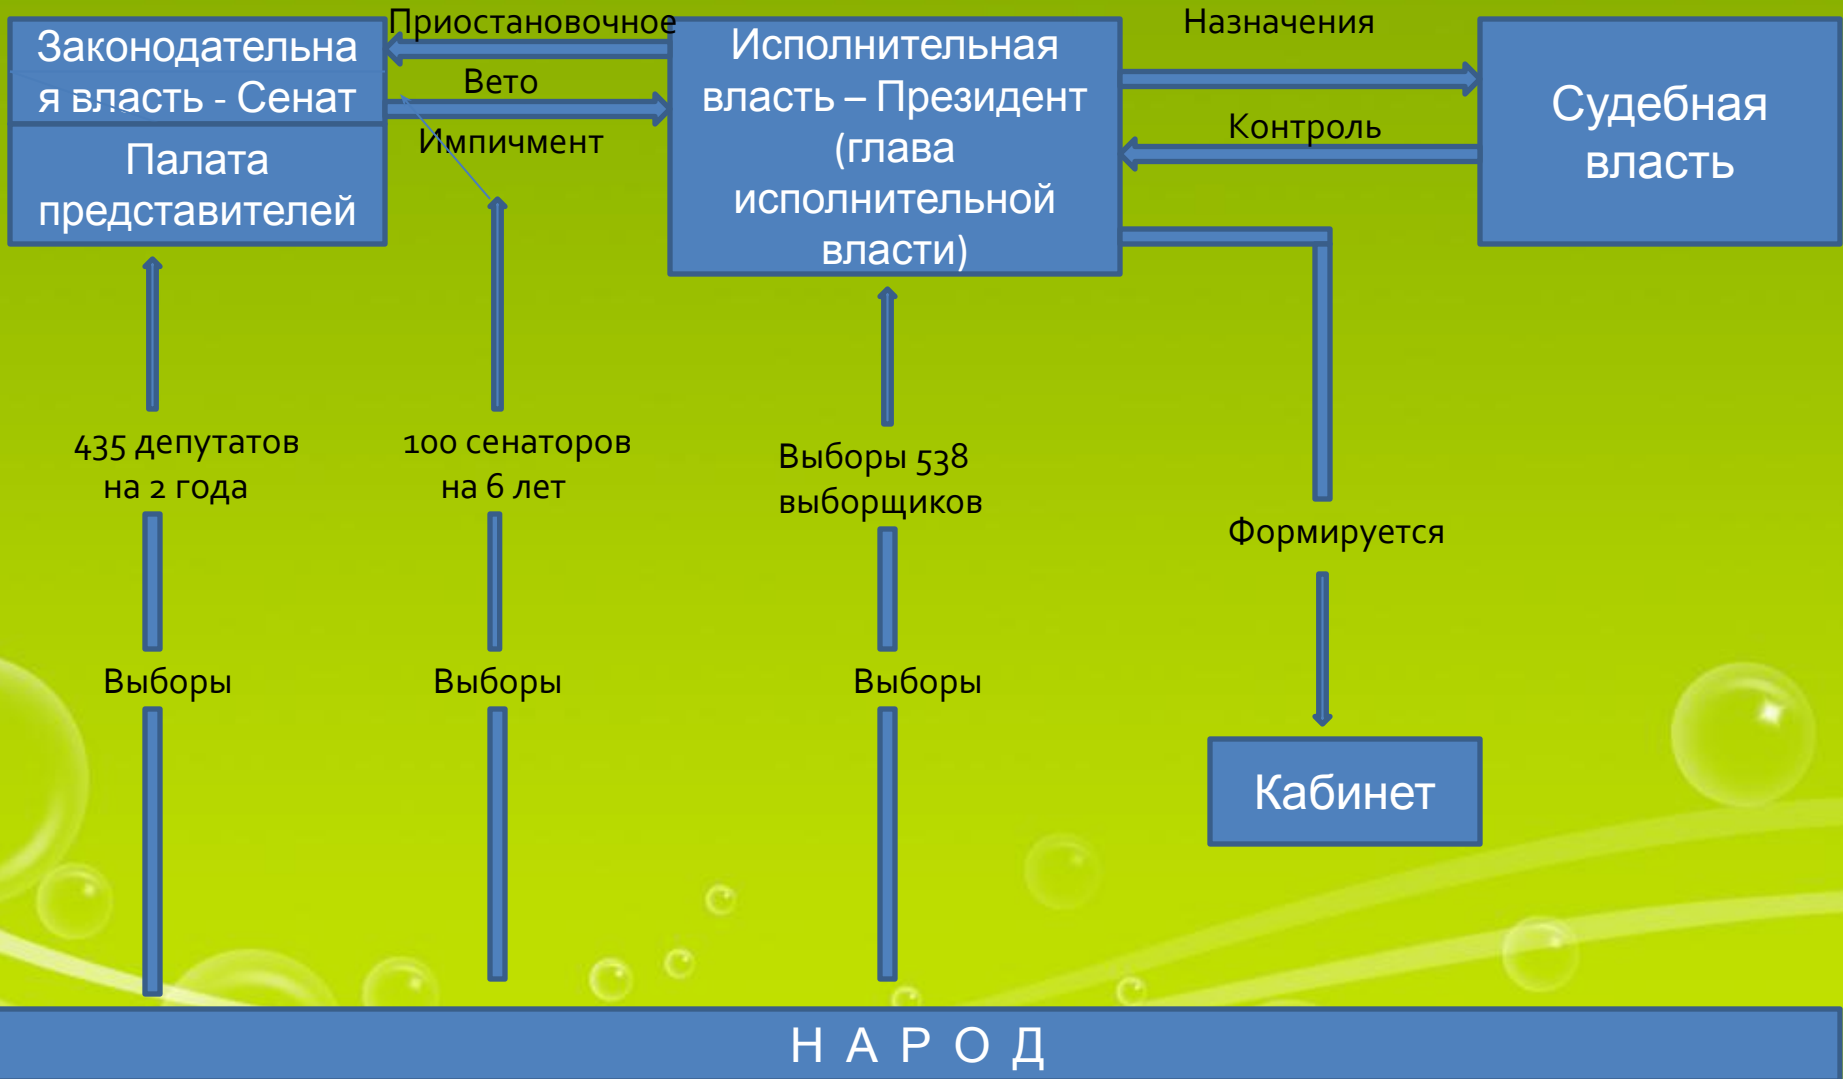 Приостановочное
Назначения
Законодательна
я власть - Сенат
Вето
Импичмент
Палата
представителей
Исполнительная
власть – Президент
(глава
исполнительной
власти)
Контроль
Судебная
власть
435 депутатов
на 2 года
100 сенаторов
на 6 лет
Выборы 538
выборщиков
Формируется
Выборы
Выборы
Выборы
Кабинет
Н А Р О Д